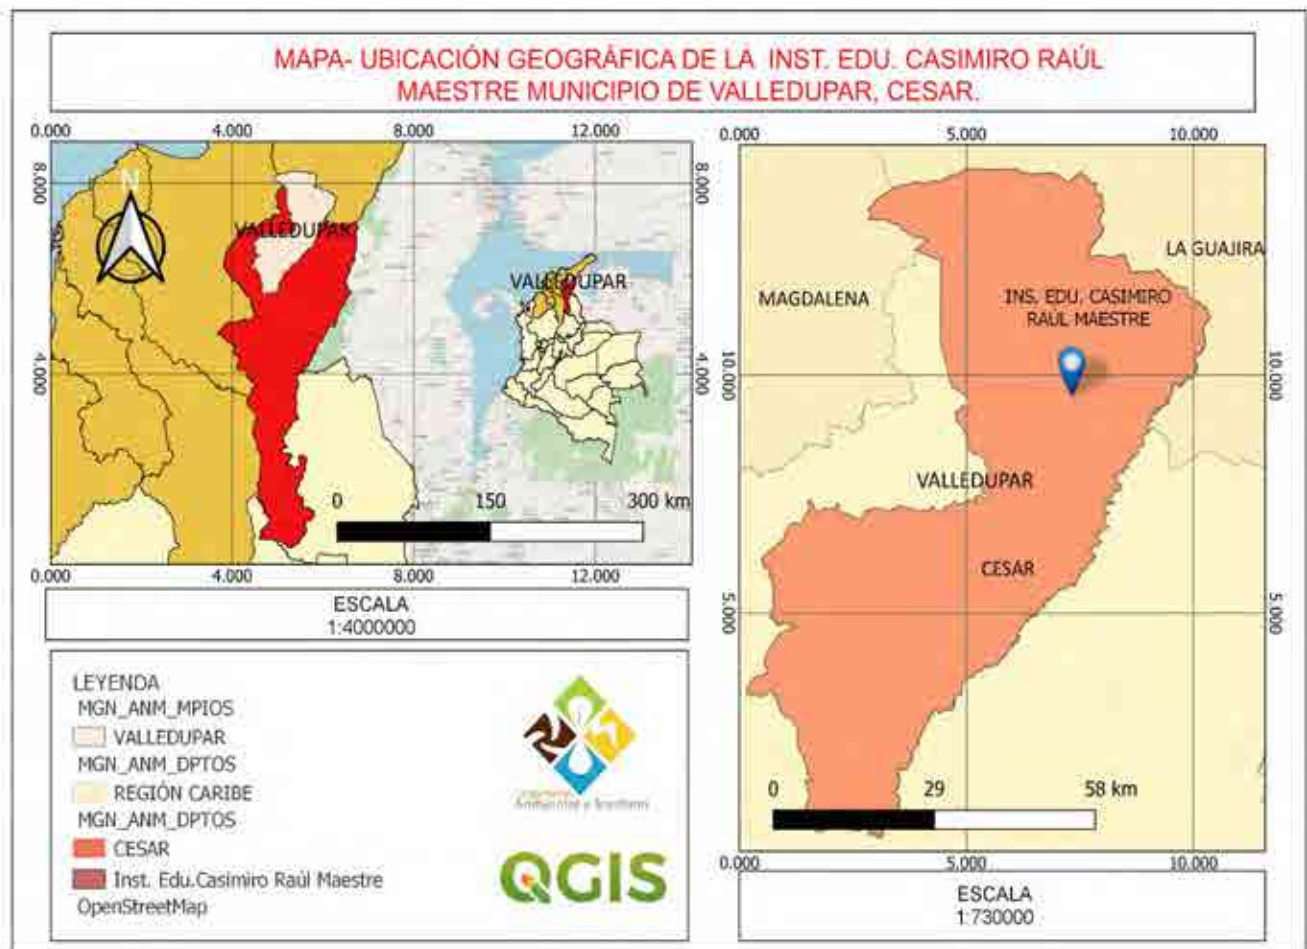 MAPA- UBICACIÓN GEOGRÁFICA DE LA INST. EDU. CASIMIRO RAÚL
MAESTRE MUNICIPIO DE VALLEDUPAR, CESAR.
0.000 4.000 8.000 12.000
8.000
8.000
N
VALLEDUPAR
VALLEDUPAR
4.000
4.000
0 150 300 km
0.000 4.000 8.000 12.000
ESCALA
1:4000000
LEYENDA
MGN_ANM_MPIOS
VALLEDUPAR
MGN_ANM_DPTOS
REGIÓN CARIBE
MGN_ANM_DPTOS
CESAR
Inst. Edu.Casimiro Raúl Maestre
OpenStreetMap
QGIS
0.000 5.000 10.000
LA GUAJIRA
MAGDALENA
INS. EDU. CASIMIRO
RAUL MAESTRE
10.000
10.000
VALLEDUPAR
CESAR
5.000
5.000
0 29 58 km
0.000 5.000 10.000
ESCALA
1:730000